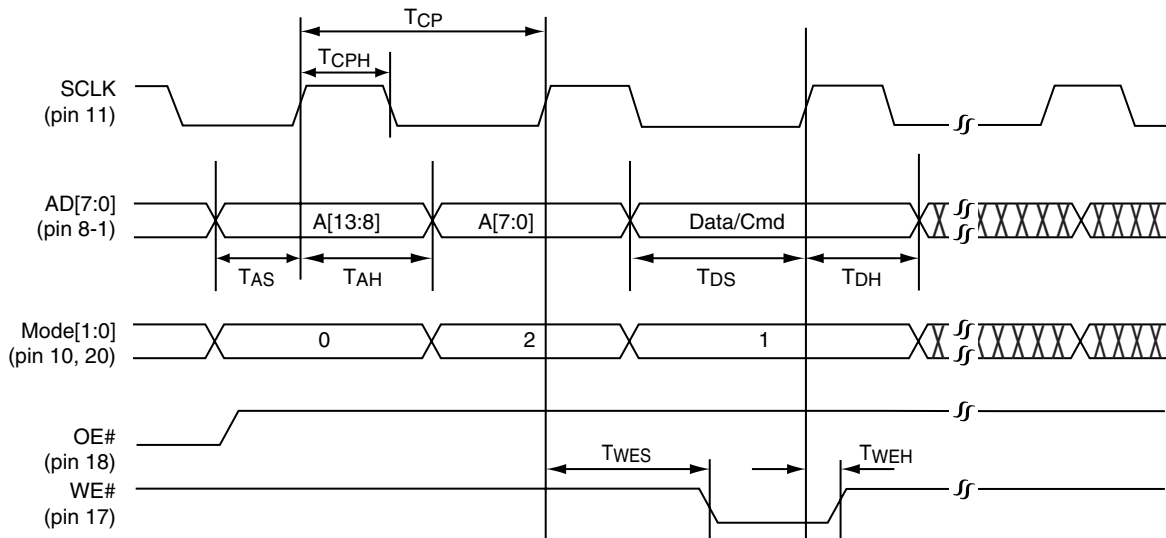 TCP
TCPH
SCLK
(pin 11)
AD[7:0]
(pin 8-1)
A[13:8]
A[7:0]
Data/Cmd
TAS
TAH
TDS
TDH
Mode[1:0]
(pin 10, 20)
0
2
1
OE#
(pin 18)
TWES
TWEH
WE#
(pin 17)